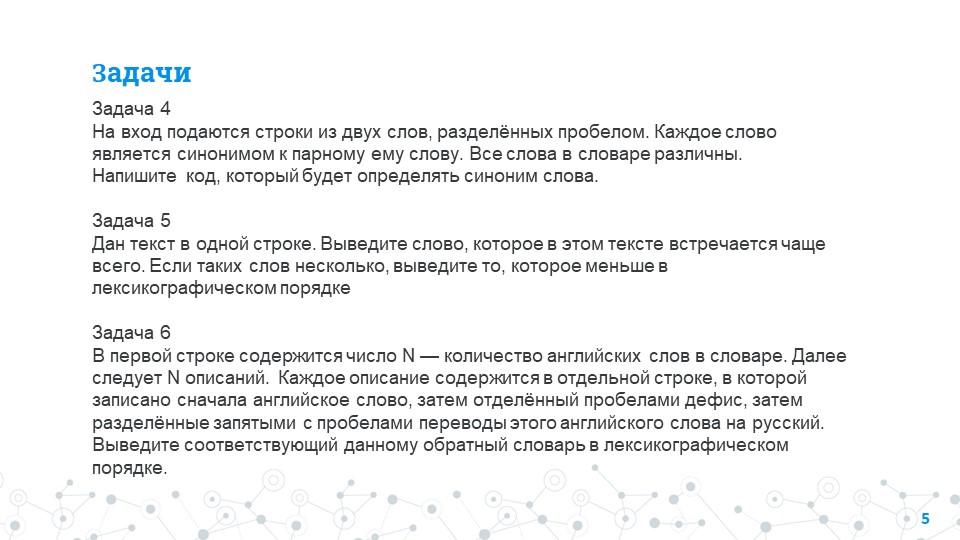 Задачи
Задача 4
На вход подаются строки из двух слов, разделённых пробелом. Каждое слово
является синонимом к парному ему слову. Все слова в словаре различны.
Напишите код, который будет определять синоним слова.
Задача 5
Дан текст в одной строке. Выведите слово, которое в этом тексте встречается чаще
всего. Если таких слов несколько, выведите то, которое меньше в
лексикографическом порядке
Задача 6
В первой строке содержится число N — количество английских слов в словаре. Далее
следует N описаний. Каждое описание содержится в отдельной строке, в которой
записано сначала английское слово, затем отделённый пробелами дефис, затем
разделённые запятыми с пробелами переводы этого английского слова на русский.
Выведите соответствующий данному обратный словарь в лексикографическом
порядке.
5